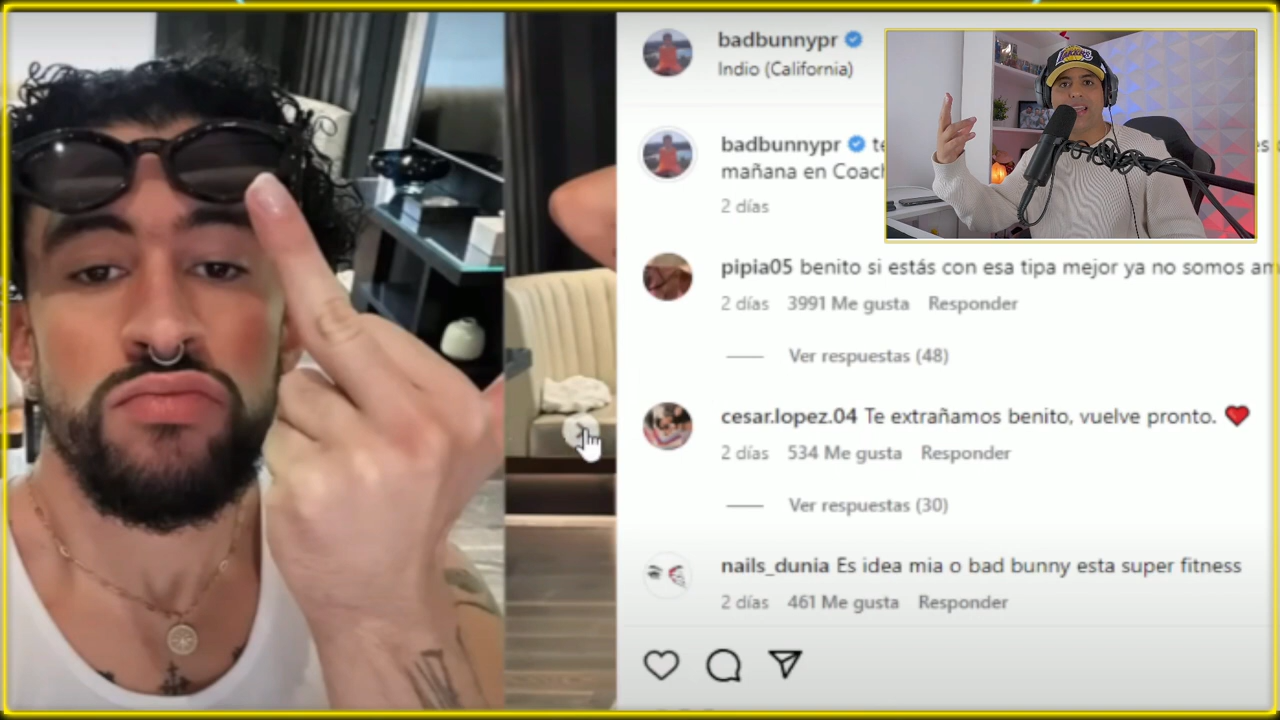 badbunnypr
Indio (California)
badbunnypr
mañana en
2 días
pipia05 benito si estás con esa tipa mejor ya no somos
2 días 3991 Me gusta Responder
Ver respuestas (48)
cesar.lopez.04 Te extrañamos benito, vuelve pronto. ❤️
2 días 534 Me gusta Responder
Ver respuestas (30)
nails_dunia Es idea mia o bad bunny esta super fitness
2 días 461 Me gusta Responder